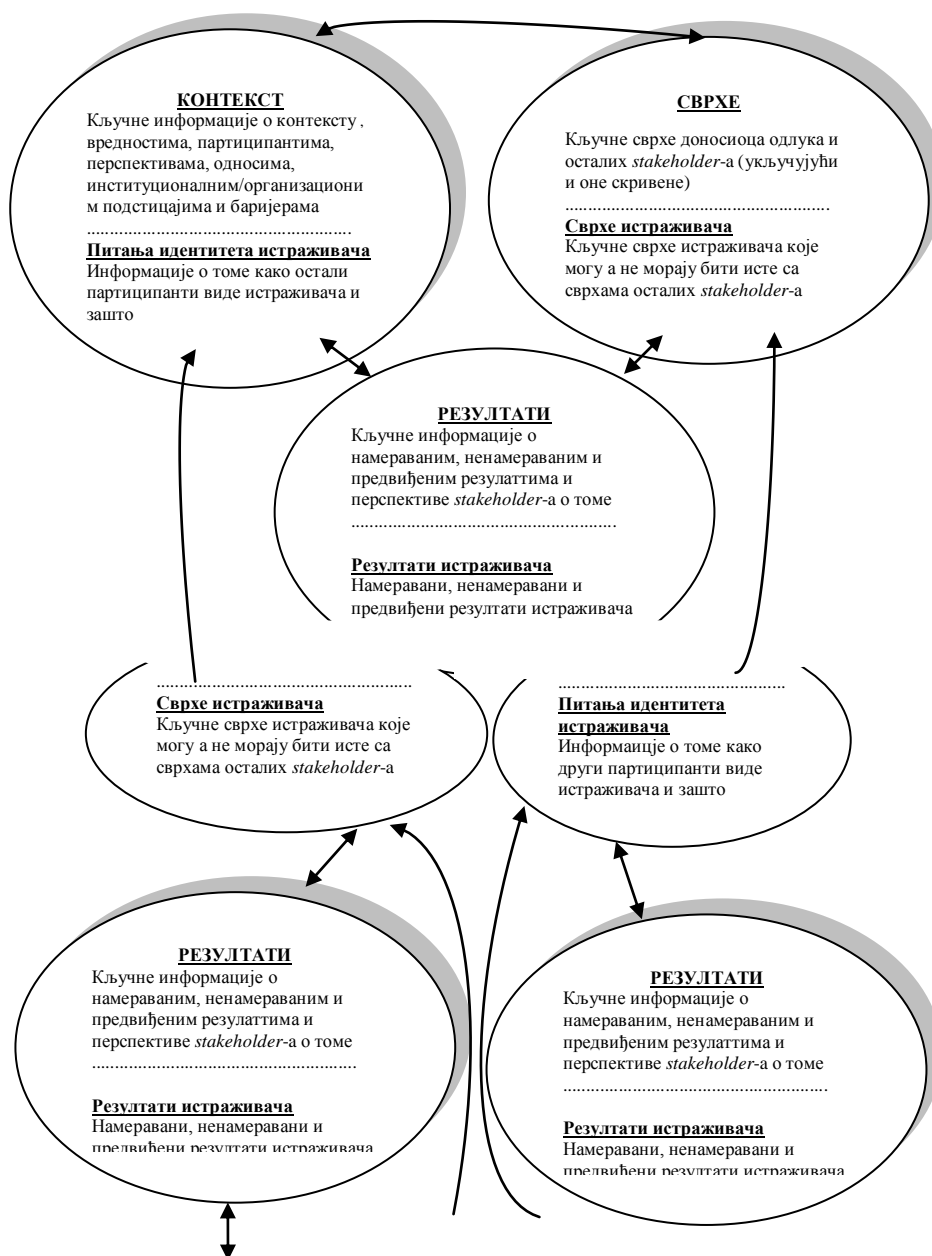 КОНТЕКСТ
Кључне информације о контексту ,
вредностима, партиципантима,
перспективама, односима,
институционалним/организациони
м подстицајима и баријерама
.........................................................
Питања идентитета истраживача
Информације о томе како остали
партиципанти виде истраживача и
зашто
СВРХЕ
Кључне сврхе доносиоца одлука и
осталих stakeholder-а (укључујући
и оне скривене)
.........................................................
Сврхе истраживача
Кључне сврхе истраживача које
могу а не морају бити исте са
сврхама осталих stakeholder-а
РЕЗУЛТАТИ
Кључне информације о
намераваним, ненамераваним и
предвиђеним резулаттима и
перспективе stakeholder-а о томе
.........................................................
Резултати истраживача
Намеравани, ненамеравани и
предвиђени резултати истраживача
.........................................................
Сврхе истраживача
Кључне сврхе истраживача које
могу а не морају бити исте са
сврхама осталих stakeholder-а
.................................................
Питања идентитета
истраживача
Информаицје о томе како
други партиципанти виде
истраживача и зашто
РЕЗУЛТАТИ
Кључне информације о
намераваним, ненамераваним и
предвиђеним резулаттима и
перспективе stakeholder-а о томе
.........................................................
Резултати истраживача
Намеравани, ненамеравани и
предвиђени резултати истраживача
РЕЗУЛТАТИ
Кључне информације о
намераваним, ненамераваним и
предвиђеним резулаттима и
перспективе stakeholder-а о томе
.........................................................
Резултати истраживача
Намеравани, ненамеравани и
предвиђени резултати истраживача